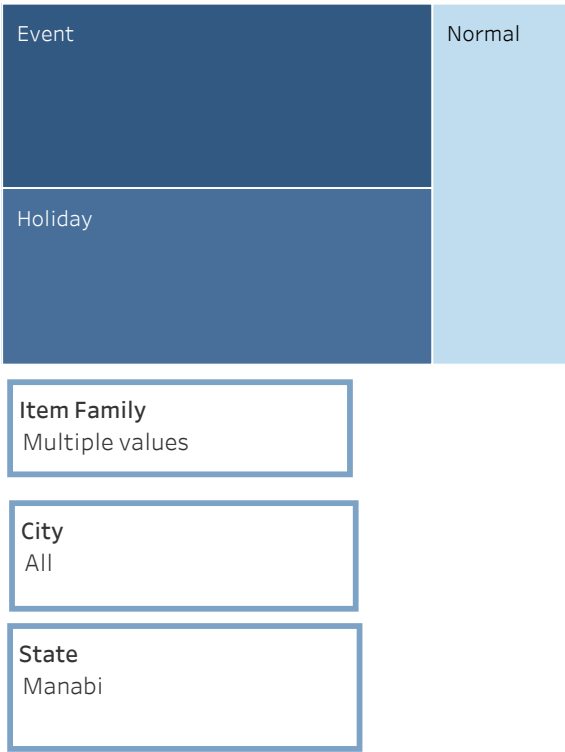 Event
Normal
Holiday
Item Family
Multiple values
City
All
State
Manabi